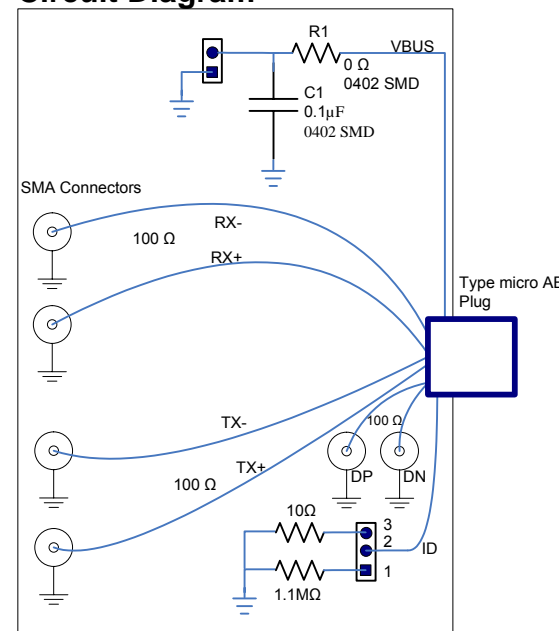 Circuit Diagram
R1
VBUS
0 Ω
0402 SMD
C1
0.1µF
0402 SMD
SMA Connectors
RX-
100 Ω
RX+
Type micro AB
Plug
TX-
100 Ω
TX+
100 Ω
DP
DN
10Ω
3
2
ID
1
1.1MΩ